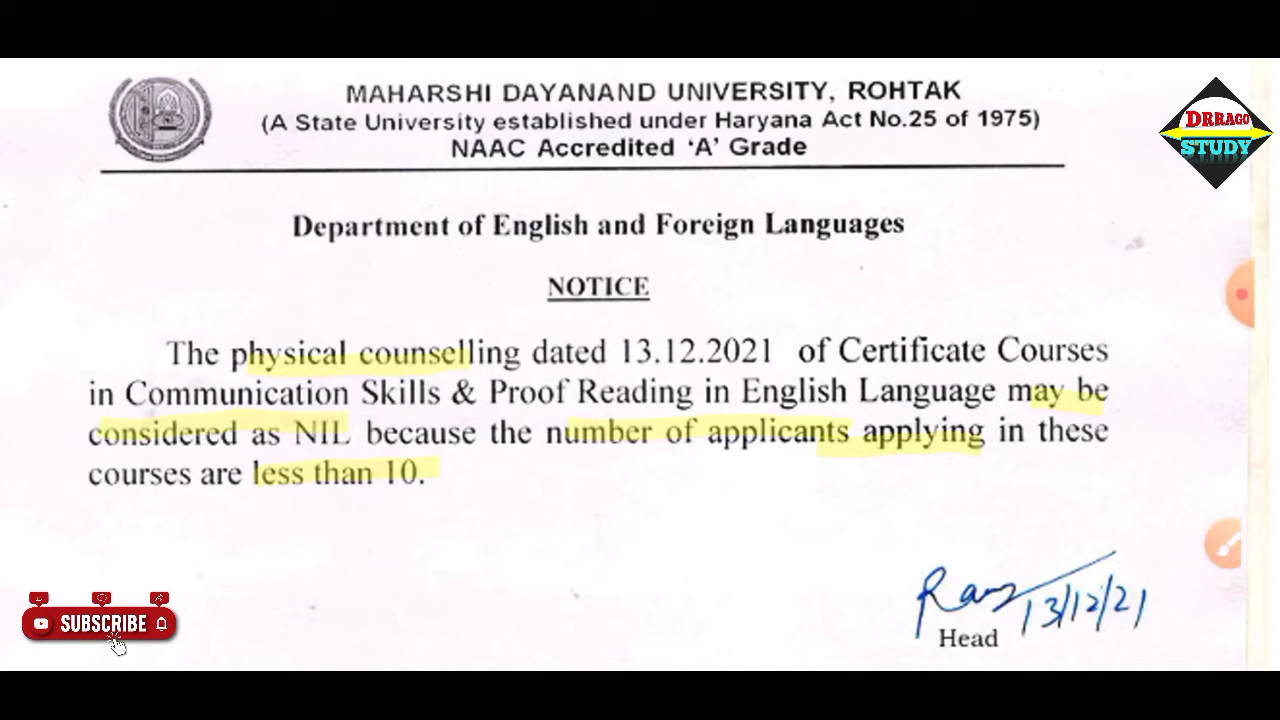 MAHARSHI DAYANAND UNIVERSITY, ROHTAK
(A State University established under Haryana Act No.25 of 1975)
NAAC Accredited ‘A’ Grade
DRRAGO
STUDY
Department of English and Foreign Languages
NOTICE
The physical counselling dated 13.12.2021 of Certificate Courses
in Communication Skills & Proof Reading in English Language may be
considered as NIL because the number of applicants applying in these
courses are less than 10.
13/12/21
Head
SUBSCRIBE